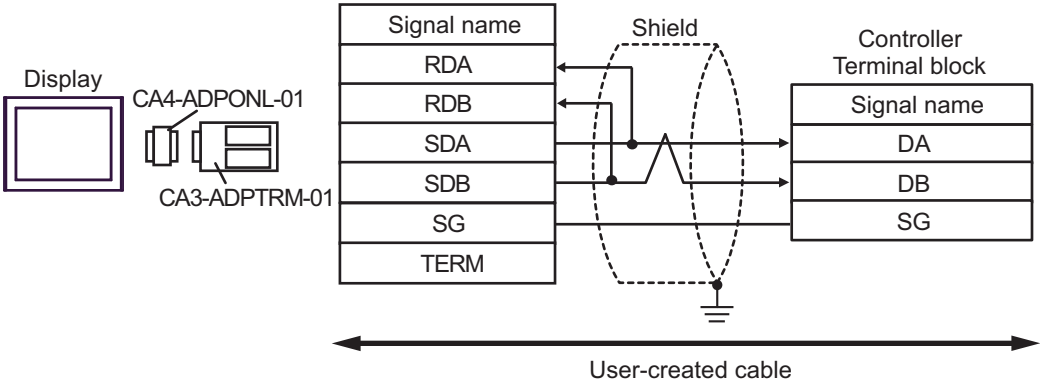 Display
CA4-ADPONL-01
CA3-ADPTRM-01
Signal name
RDA
RDB
SDA
SDB
SG
TERM
Shield
Controller
Terminal block
Signal name
DA
DB
SG
User-created cable